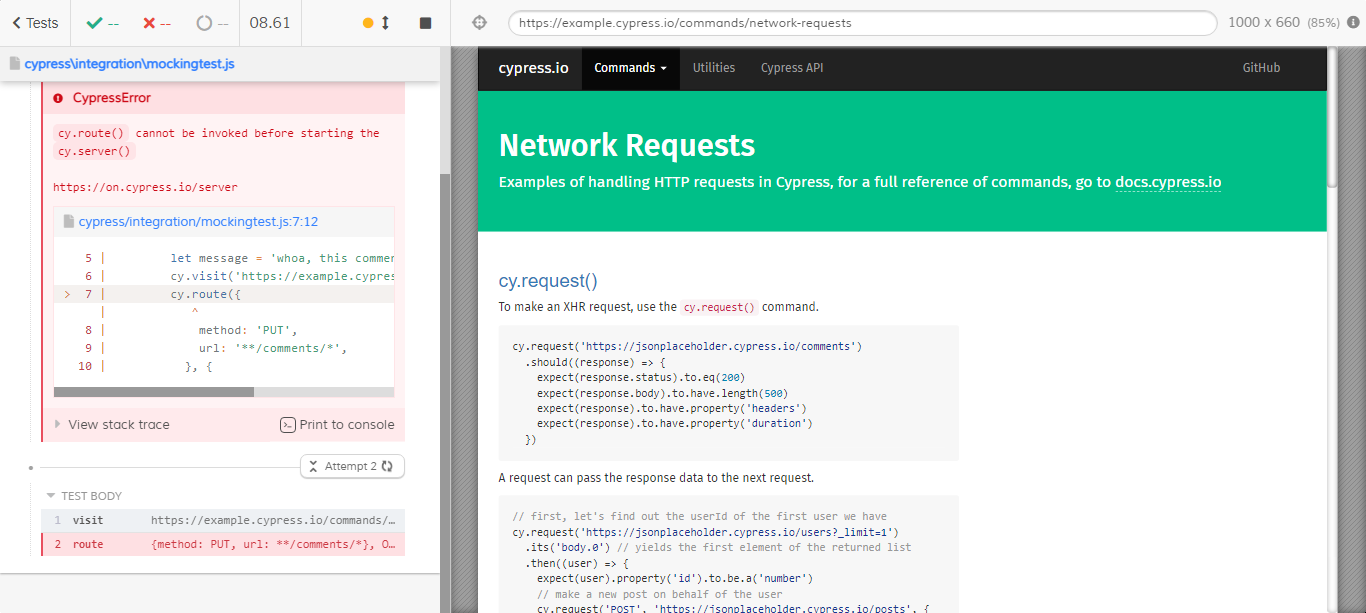 Tests
--
--
--
08.61
https://example.cypress.io/commands/network-requests
1000 x 660 (85%)
cypress\integration\mockingtest.js
CypressError
cy.route() cannot be invoked before starting the
cy.server()
https://on.cypress.io/server
cypress/integration/mockingtest.js:7:12
5 | let message = 'whoa, this commen
6 | cy.visit('https://example.cypres
> 7 | cy.route({
| ^
8 | method: 'PUT',
9 | url: '**/comments/*',
10 | }, {
View stack trace
Print to console
Attempt 2
TEST BODY
1 visit https://example.cypress.io/commands/…
2 route {method: PUT, url: **/comments/*}, O…
cypress.io
Commands
Utilities
Cypress API
GitHub
Network Requests
Examples of handling HTTP requests in Cypress, for a full reference of commands, go to docs.cypress.io
cy.request()
To make an XHR request, use the cy.request() command.
cy.request('https://jsonplaceholder.cypress.io/comments')
.should((response) => {
expect(response.status).to.eq(200)
expect(response.body).to.have.length(500)
expect(response).to.have.property('headers')
expect(response).to.have.property('duration')
})
A request can pass the response data to the next request.
// first, let's find out the userId of the first user we have
cy.request('https://jsonplaceholder.cypress.io/users?_limit=1')
.its('body.0') // yields the first element of the returned list
.then((user) => {
expect(user).property('id').to.be.a('number')
// make a new post on behalf of the user
cy.request('POST', 'https://jsonplaceholder.cypress.io/posts', {